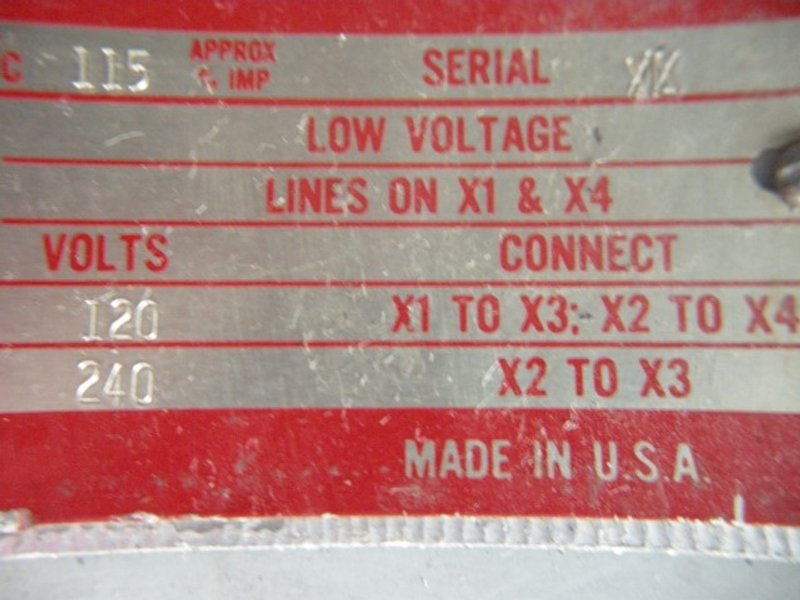 C 115 APPROX % IMP SERIAL XX
LOW VOLTAGE
LINES ON X1 & X4
VOLTS CONNECT
120 X1 TO X3;-X2 TO X4
240 X2 TO X3
MADE IN U.S.A.